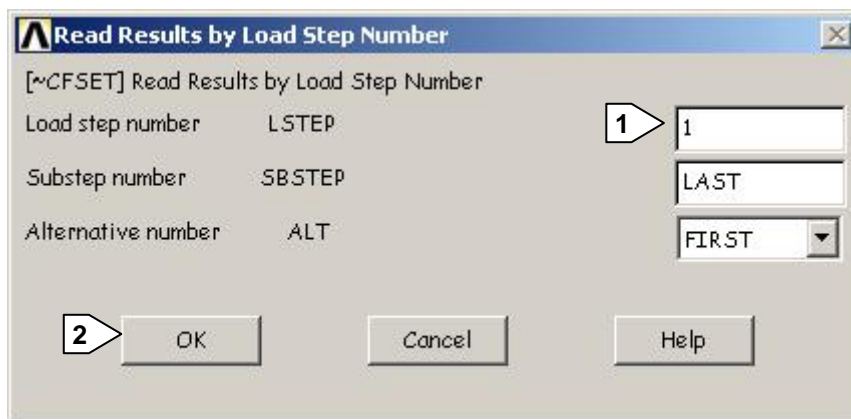 Read Results by Load Step Number
[~CFSET] Read Results by Load Step Number
Load step number LSTEP 1 1
Substep number SBSTEP LAST
Alternative number ALT FIRST
2 OK Cancel Help